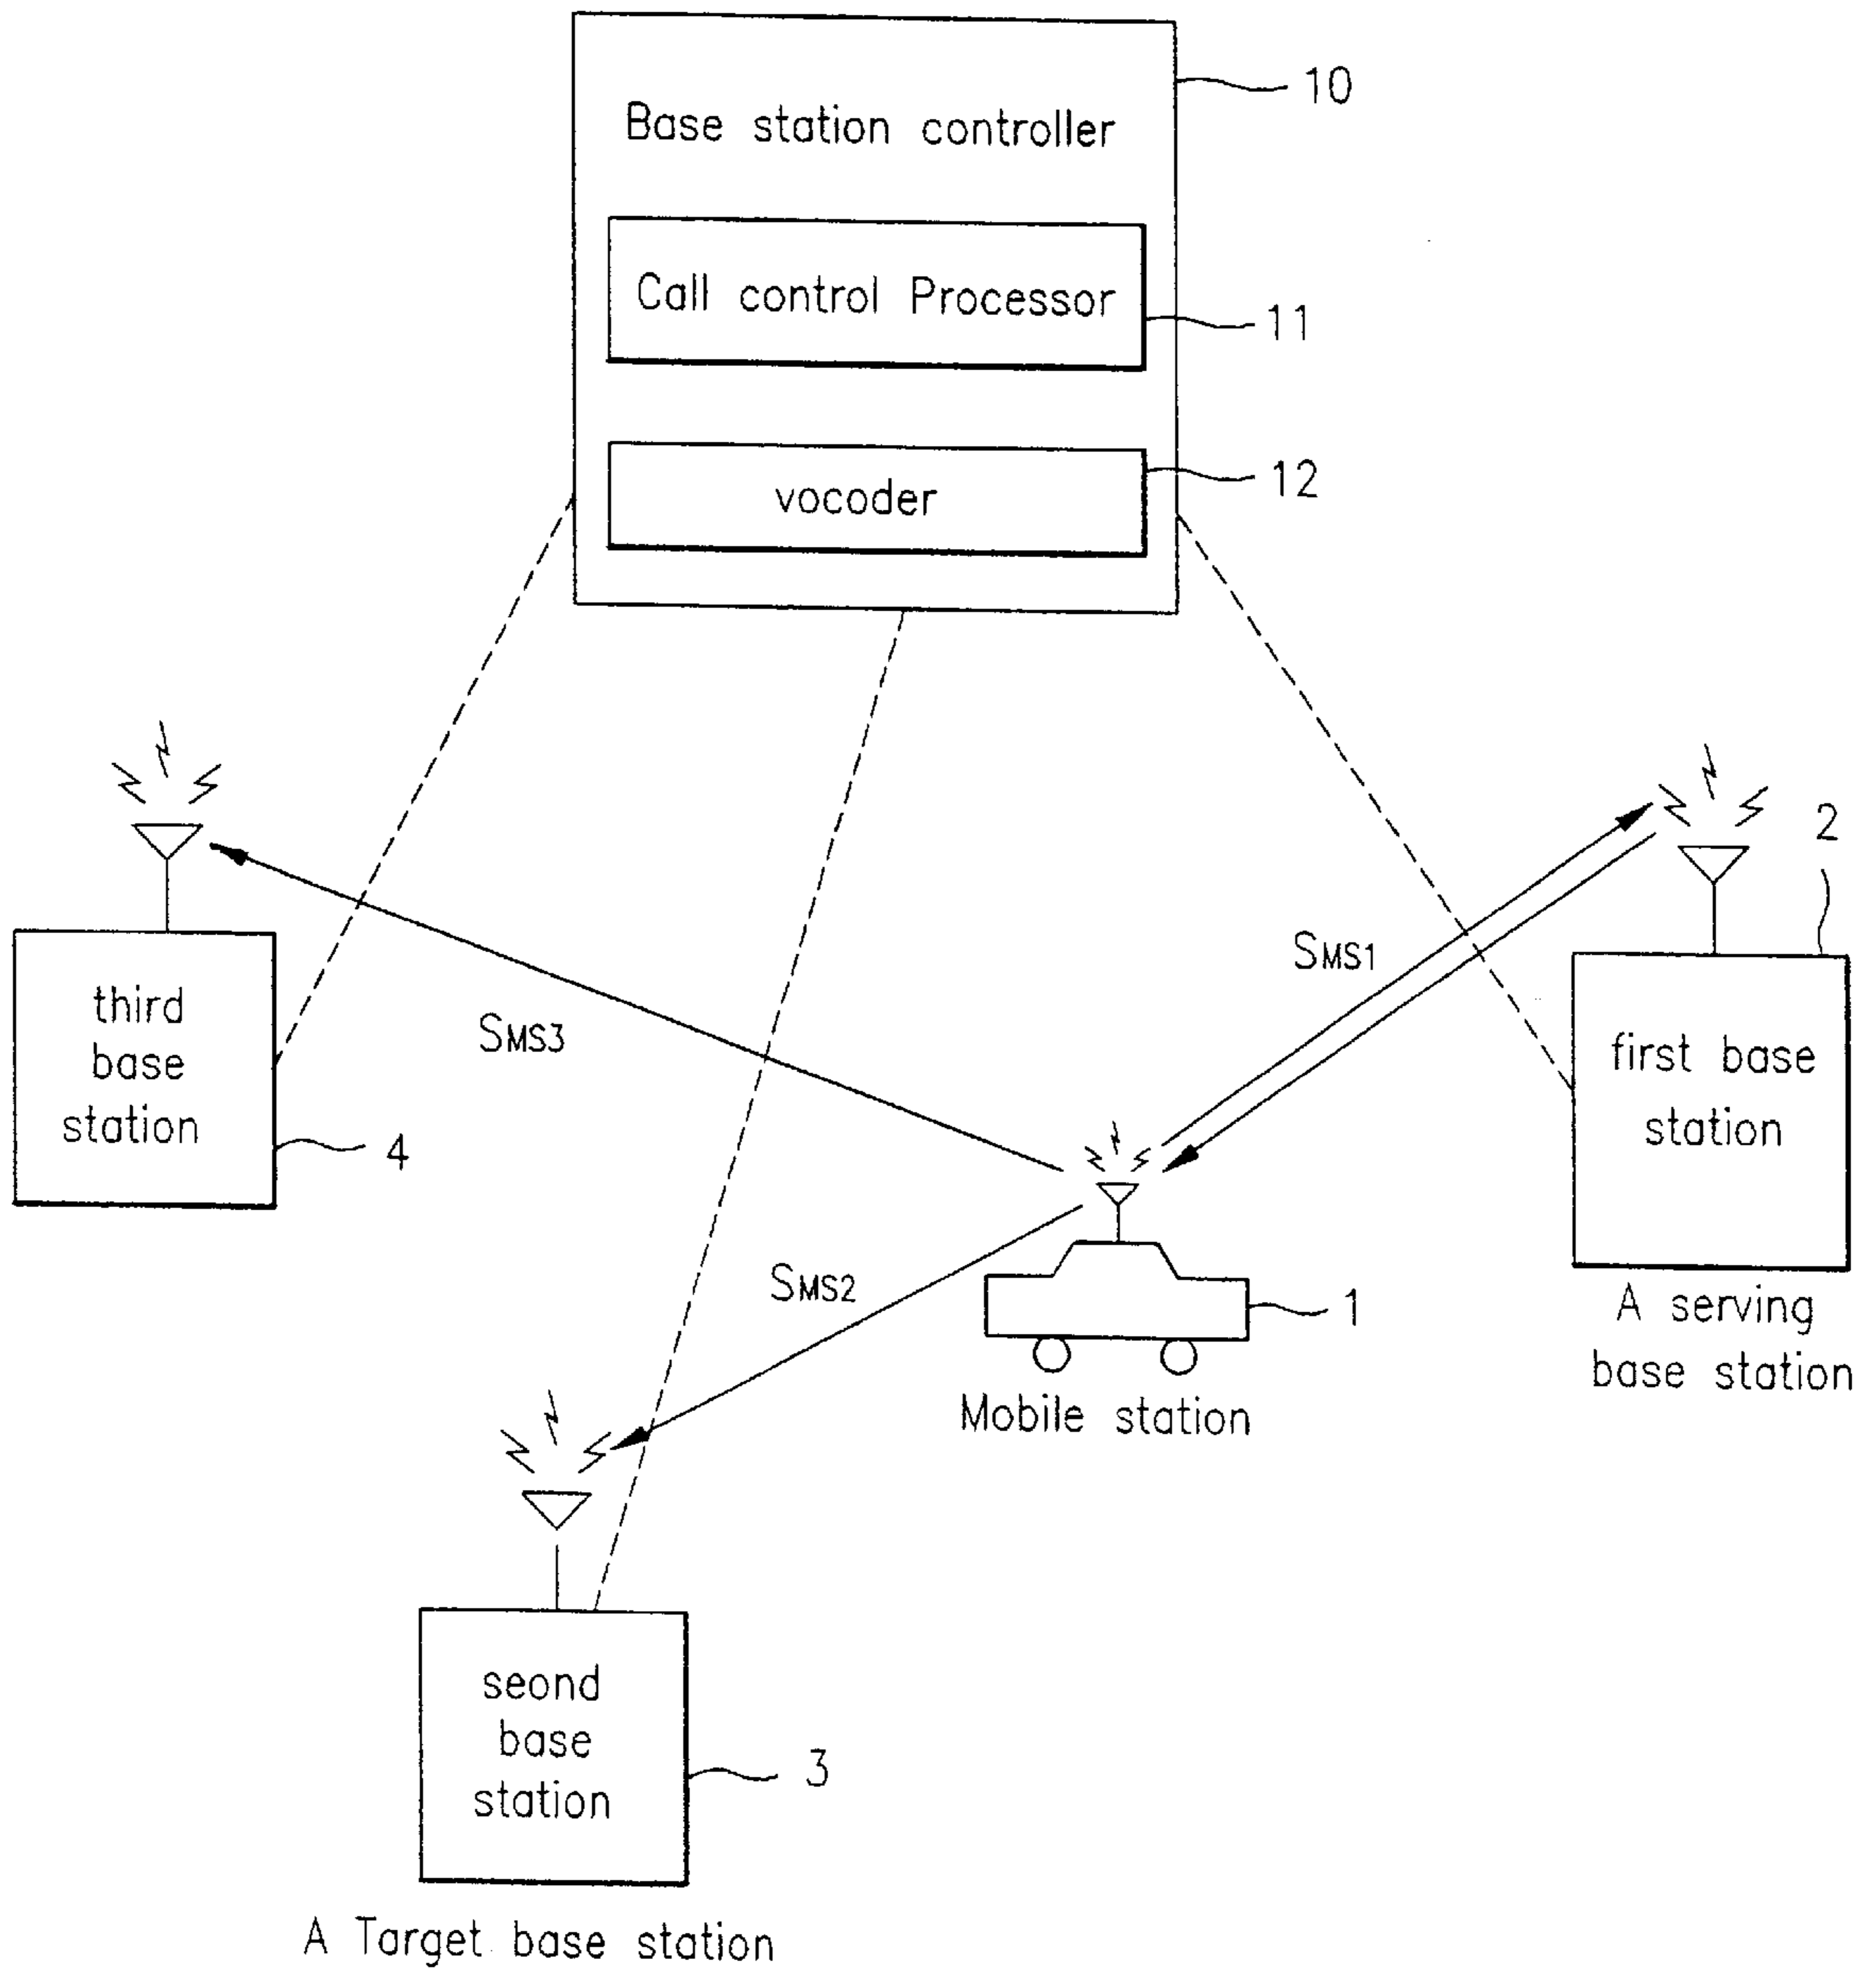 10
Base station controller
Call control Processor
11
vocoder
12
2
SMS1
third
base
station
4
SMS3
first base
station
A serving
base station
SMS2
1
Mobile station
seond
base
station
3
A Target base station